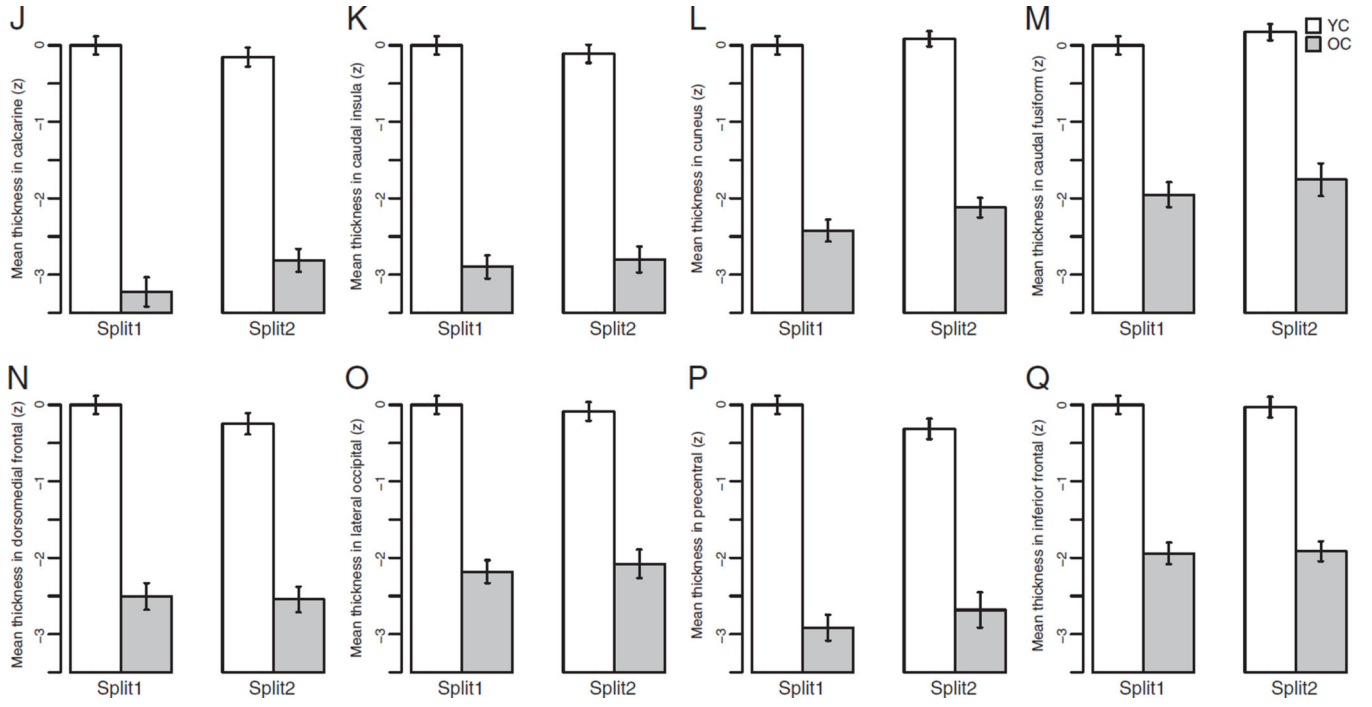 J
K
L
M
YC
OC
Mean thickness in calcarine (z)
0
−1
−2
−3
Split1
Split2
Mean thickness in caudal insula (z)
0
−1
−2
−3
Split1
Split2
Mean thickness in cuneus (z)
0
−1
−2
−3
Split1
Split2
Mean thickness in caudal fusiform (z)
0
−1
−2
−3
Split1
Split2
N
O
P
Q
Mean thickness in dorsomedial frontal (z)
0
−1
−2
−3
Split1
Split2
Mean thickness in lateral occipital (z)
0
−1
−2
−3
Split1
Split2
Mean thickness in precentral (z)
0
−1
−2
−3
Split1
Split2
Mean thickness in inferior frontal (z)
0
−1
−2
−3
Split1
Split2